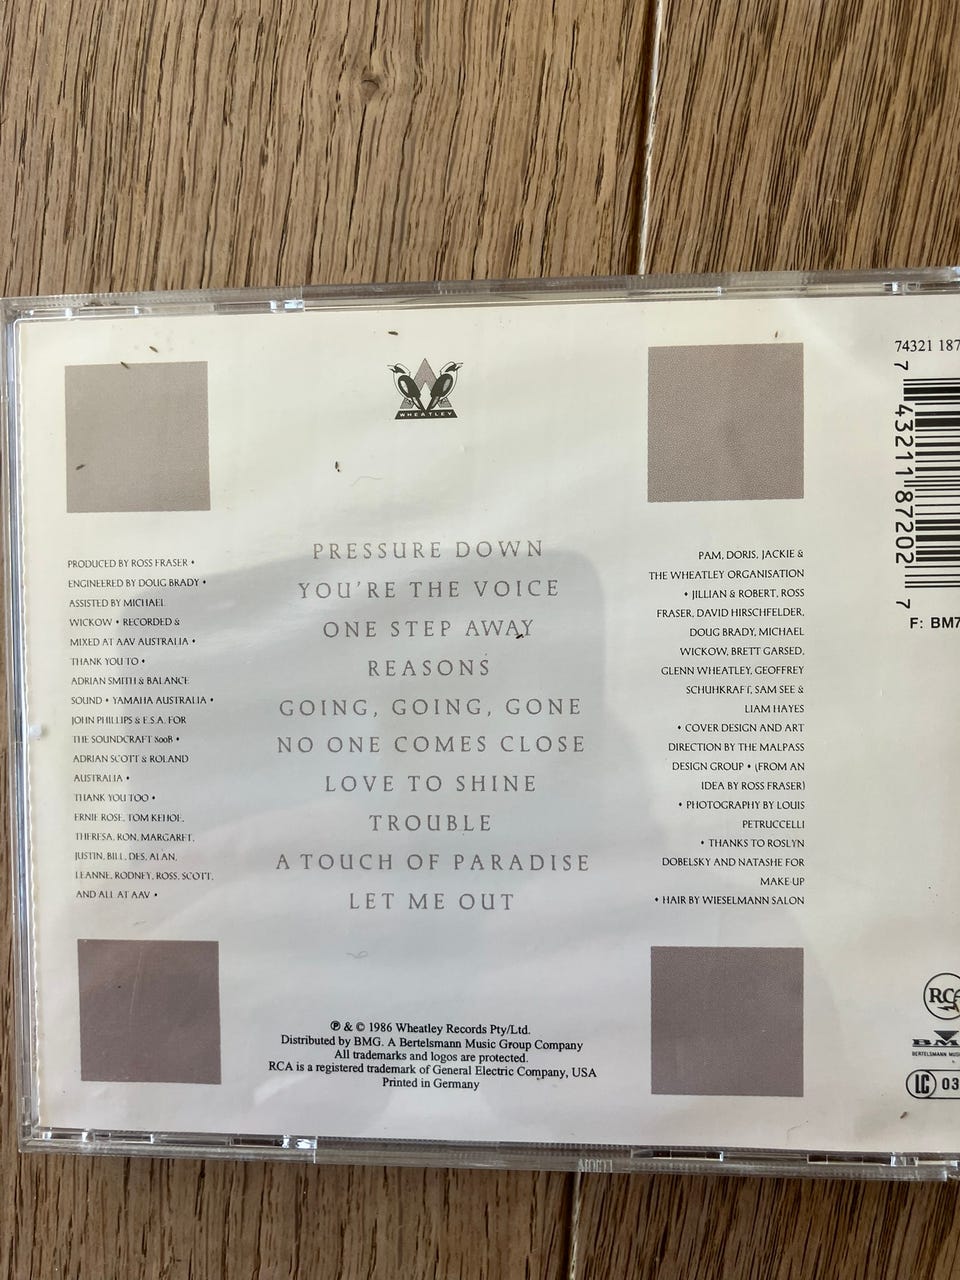 WHEATLEY
PRODUCED BY ROSS FRASER •
ENGINEERED BY DOUG BRADY •
ASSISTED BY MICHAEL
WICKOW • RECORDED &
MIXED AT AAV AUSTRALIA •
THANK YOU TO •
ADRIAN SMITH & BALANCE
SOUND • YAMAHA AUSTRALIA •
JOHN PHILLIPS & E.S.A. FOR
THE SOUNDCRAFT 800B •
ADRIAN SCOTT & ROLAND
AUSTRALIA •
THANK YOU TOO •
ERNIE ROSE, TOM KEHOE,
THERESA, RON, MARGARET,
JUSTIN, BILL, DES, ALAN,
LEANNE, RODNEY, ROSS, SCOTT,
AND ALL AT AAV •
PRESSURE DOWN
YOU'RE THE VOICE
ONE STEP AWAY
REASONS
GOING, GOING, GONE
NO ONE COMES CLOSE
LOVE TO SHINE
TROUBLE
A TOUCH OF PARADISE
LET ME OUT
PAM, DORIS, JACKIE &
THE WHEATLEY ORGANISATION
• JILLIAN & ROBERT, ROSS
FRASER, DAVID HIRSCHFELDER,
DOUG BRADY, MICHAEL
WICKOW, BRETT GARSED,
GLENN WHEATLEY, GEOFFREY
SCHUHKRAFT, SAM SEE &
LIAM HAYES
• COVER DESIGN AND ART
DIRECTION BY THE MALPASS
DESIGN GROUP • (FROM AN
IDEA BY ROSS FRASER)
• PHOTOGRAPHY BY LOUIS
PETRUCCELLI
• THANKS TO ROSLYN
DOBELSKY AND NATASHE FOR
MAKE-UP
• HAIR BY WIESELMANN SALON
℗ & © 1986 Wheatley Records Pty/Ltd.
Distributed by BMG. A Bertelsmann Music Group Company
All trademarks and logos are protected.
RCA is a registered trademark of General Electric Company, USA
Printed in Germany
74321 187
7 43211 87202 7
F: BM7
RCA
BM
BERTELSMANN MUSI
LC 03